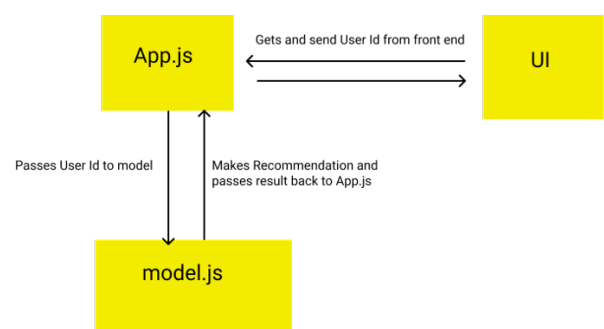 App.js
Gets and send User Id from front end
UI
Passes User Id to model
Makes Recommendation and
passes result back to App.js
model.js